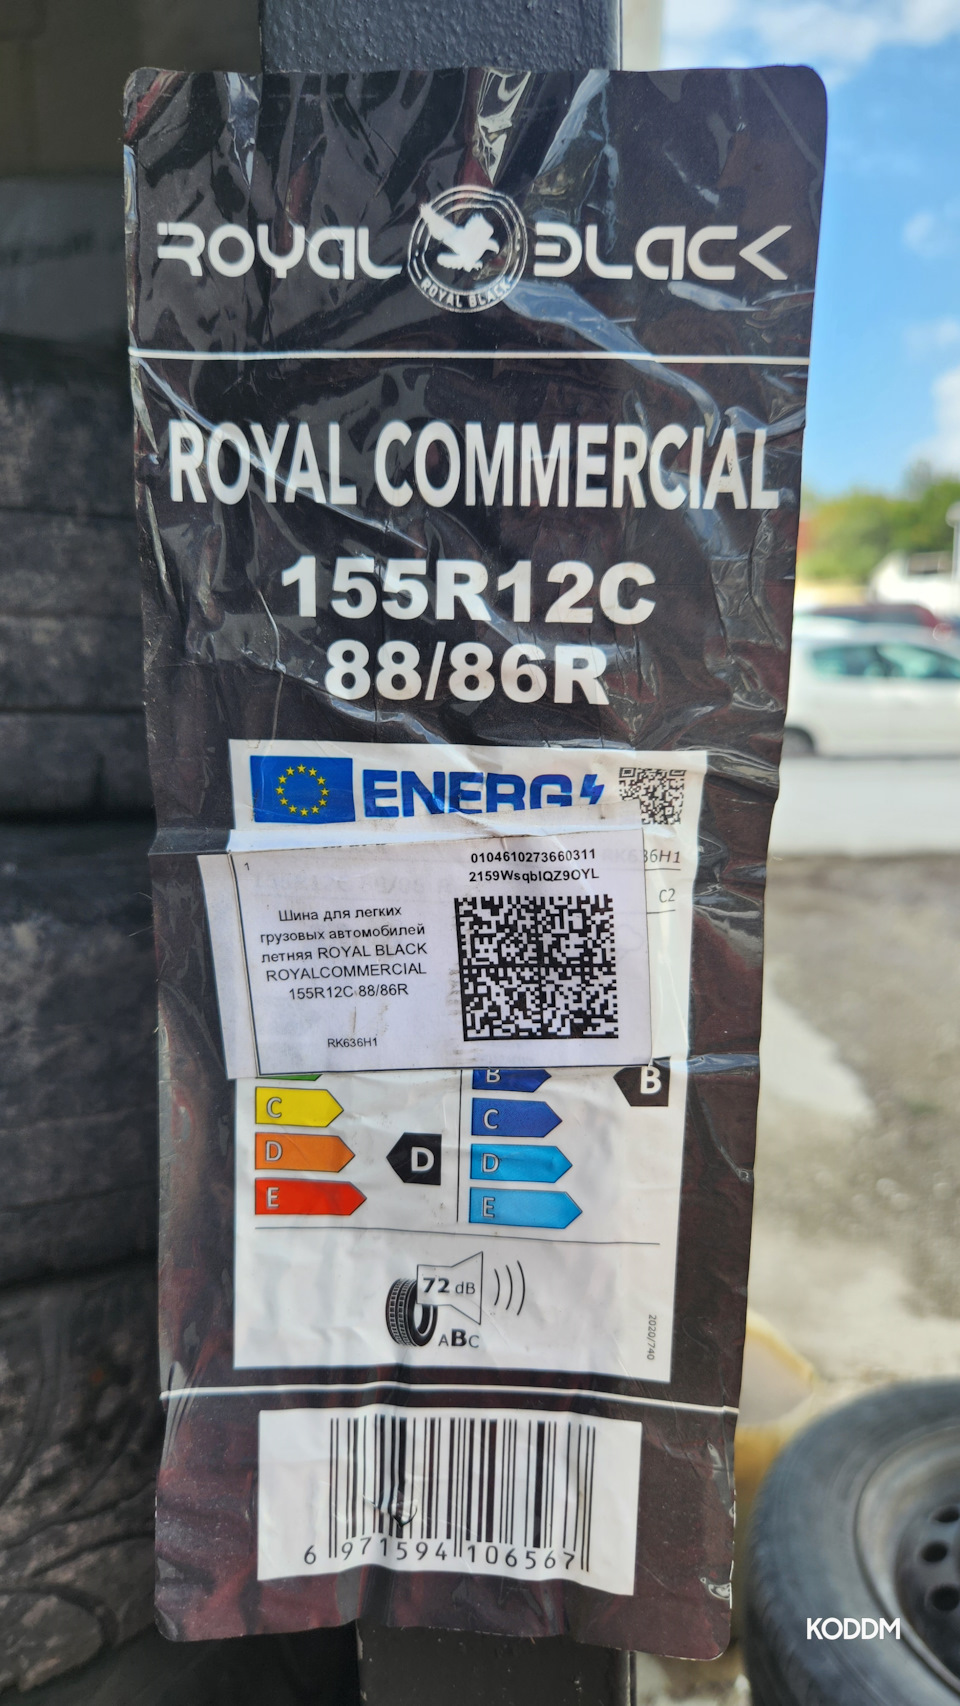 ROYAL BLACK
ROYAL BLACK
ROYAL COMMERCIAL
155R12C
88/86R
ENERG
RK636H1
C2
1
0104610273660311
2159WsqbIQZ9OYL
Шина для легких
грузовых автомобилей
летняя ROYAL BLACK
ROYALCOMMERCIAL
155R12C 88/86R
RK636H1
B
B
C
C
D
D
D
E
E
72 dB
ABC
2020/740
6 971594 106567
KODDM